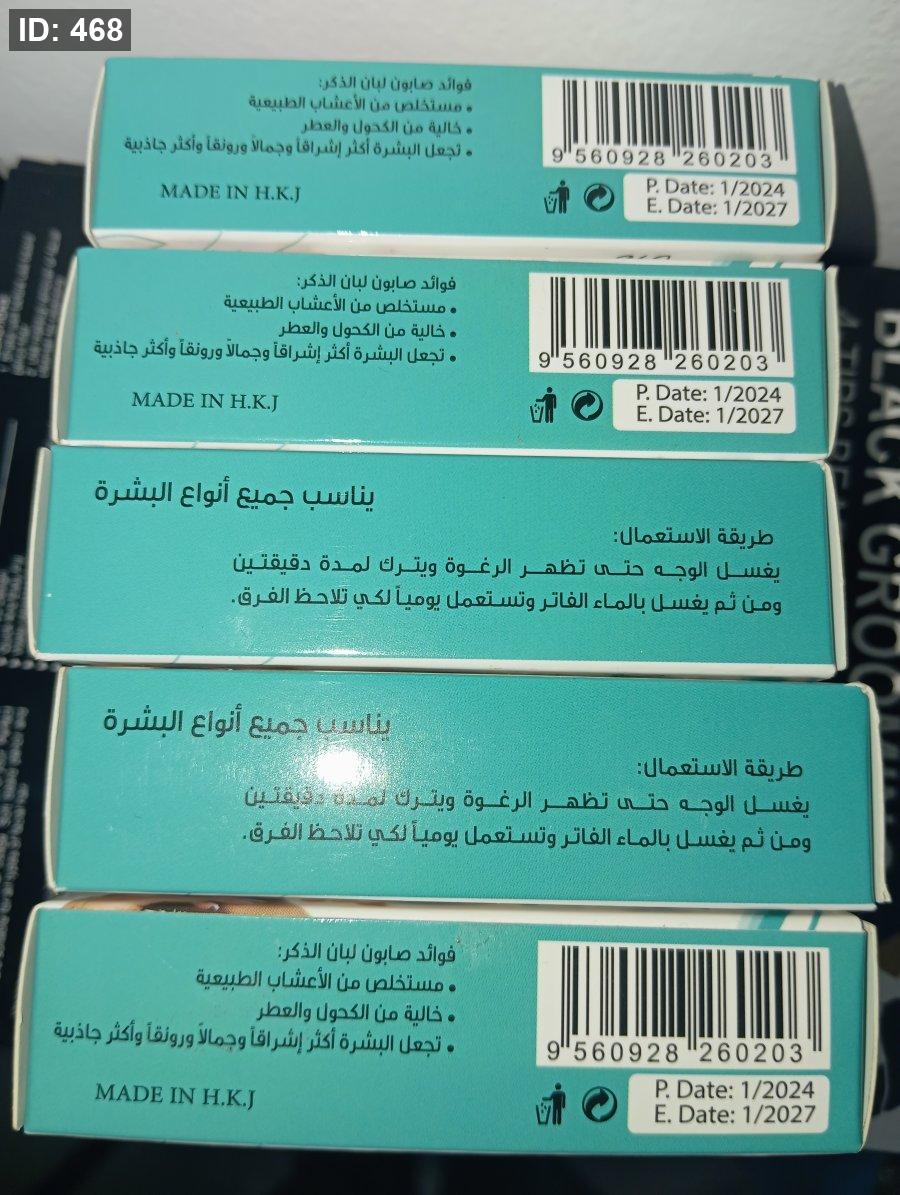 ID: 468
فوائد صابون لبان الذكر:
• مستخلص من الأعشاب الطبيعية
• خالية من الكحول والعطر
• تجعل البشرة أكثر إشراقاً وجمالاً ورونقاً وأكثر جاذبية
MADE IN H.K.J
9 560928 260203
P. Date: 1/2024
E. Date: 1/2027
فوائد صابون لبان الذكر:
• مستخلص من الأعشاب الطبيعية
• خالية من الكحول والعطر
• تجعل البشرة أكثر إشراقاً وجمالاً ورونقاً وأكثر جاذبية
MADE IN H.K.J
9 560928 260203
P. Date: 1/2024
E. Date: 1/2027
يناسب جميع أنواع البشرة
طريقة الاستعمال:
يغسل الوجه حتى تظهر الرغوة ويترك لمدة دقيقتين
ومن ثم يغسل بالماء الفاتر وتستعمل يومياً لكي تلاحظ الفرق.
يناسب جميع أنواع البشرة
طريقة الاستعمال:
يغسل الوجه حتى تظهر الرغوة ويترك لمدة دقيقتين
ومن ثم يغسل بالماء الفاتر وتستعمل يومياً لكي تلاحظ الفرق.
فوائد صابون لبان الذكر:
• مستخلص من الأعشاب الطبيعية
• خالية من الكحول والعطر
• تجعل البشرة أكثر إشراقاً وجمالاً ورونقاً وأكثر جاذبية
MADE IN H.K.J
9 560928 260203
P. Date: 1/2024
E. Date: 1/2027
BLACK GROOMIN